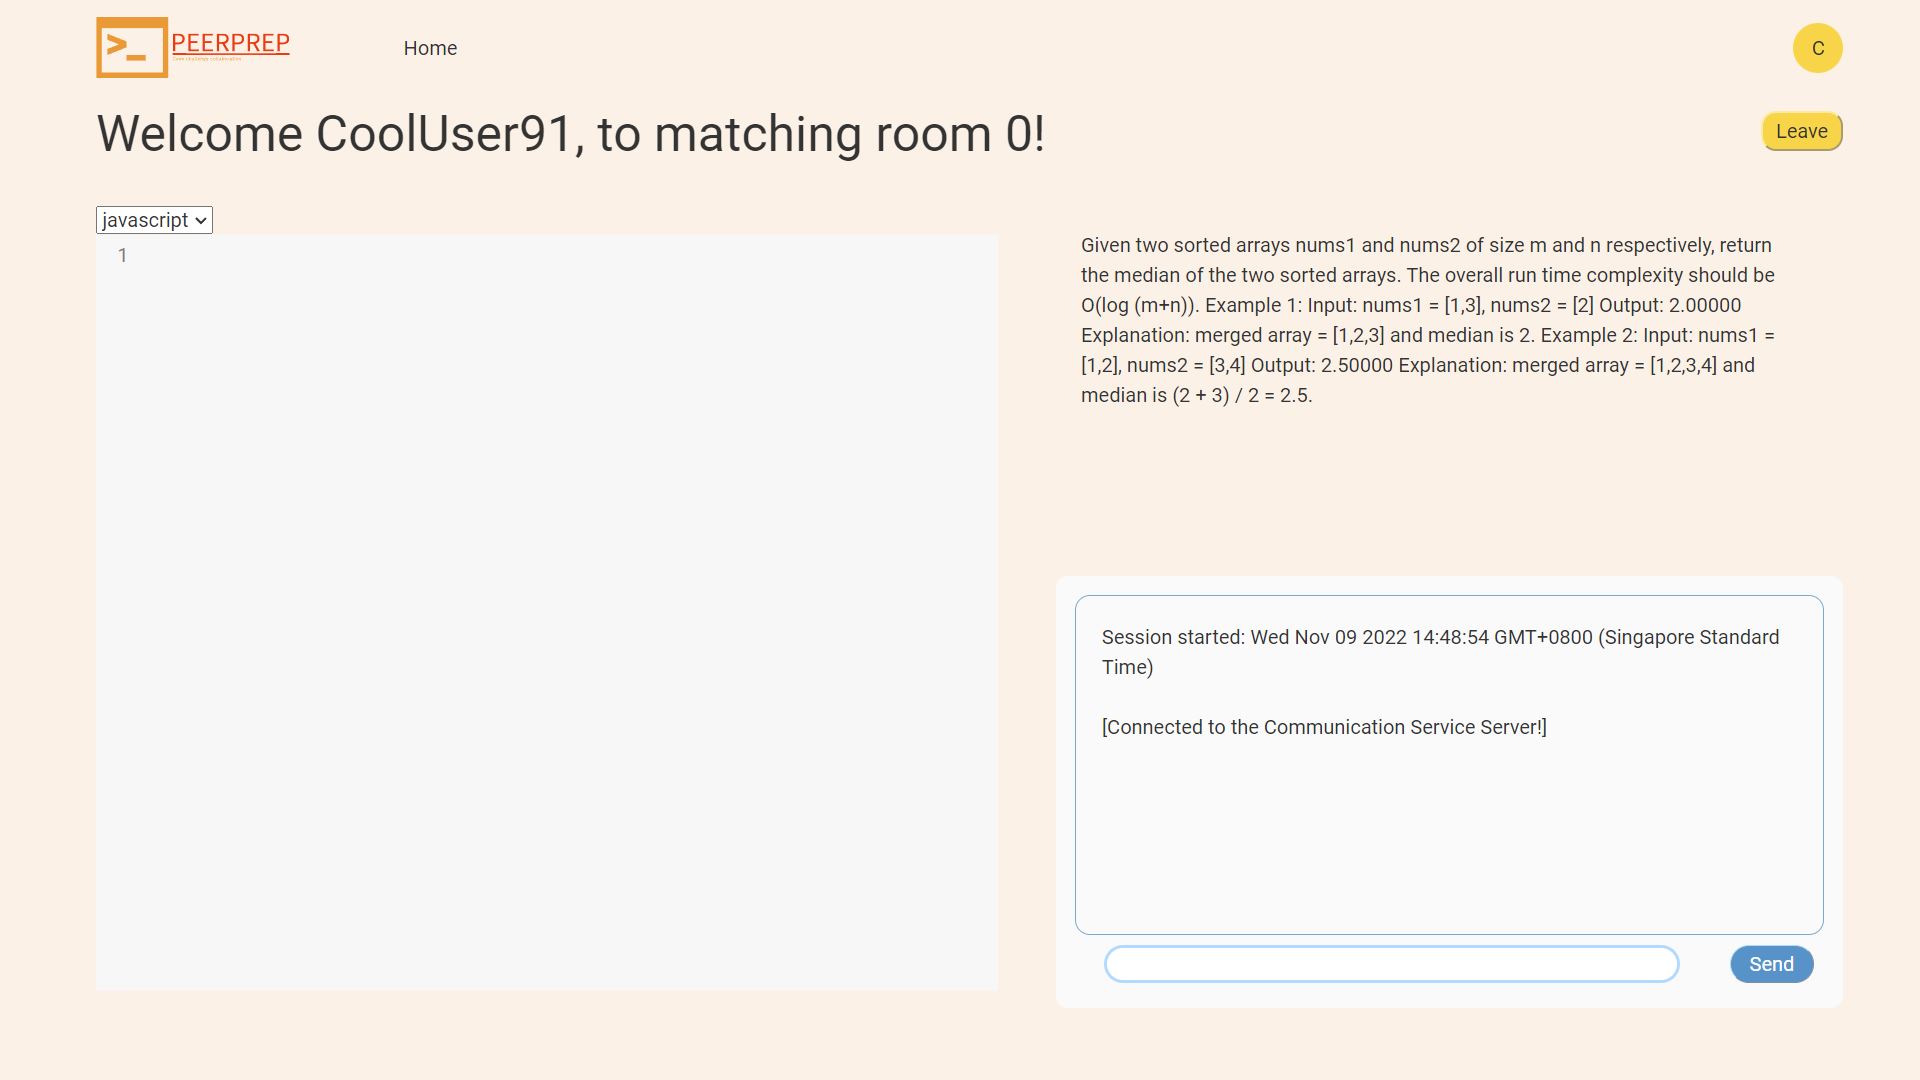 >_
PEERPREP
Home
C
Welcome CoolUser91, to matching room 0!
Leave
javascript
1
Given two sorted arrays nums1 and nums2 of size m and n respectively, return
the median of the two sorted arrays. The overall run time complexity should be
O(log (m+n)). Example 1: Input: nums1 = [1,3], nums2 = [2] Output: 2.00000
Explanation: merged array = [1,2,3] and median is 2. Example 2: Input: nums1 =
[1,2], nums2 = [3,4] Output: 2.50000 Explanation: merged array = [1,2,3,4] and
median is (2 + 3) / 2 = 2.5.
Session started: Wed Nov 09 2022 14:48:54 GMT+0800 (Singapore Standard
Time)
[Connected to the Communication Service Server!]
Send